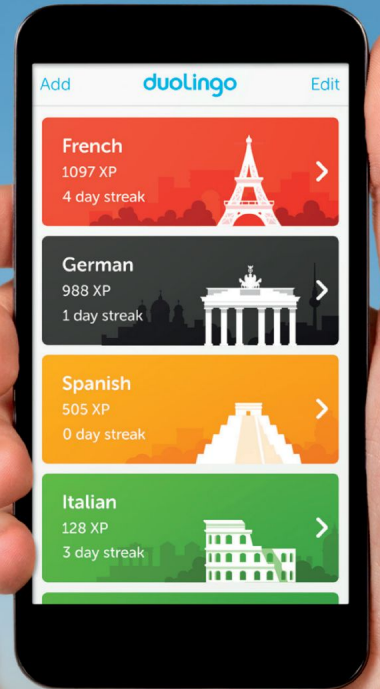 Add duolingo Edit
French
1097 XP
4 day streak
German
988 XP
1 day streak
Spanish
505 XP
0 day streak
Italian
128 XP
3 day streak